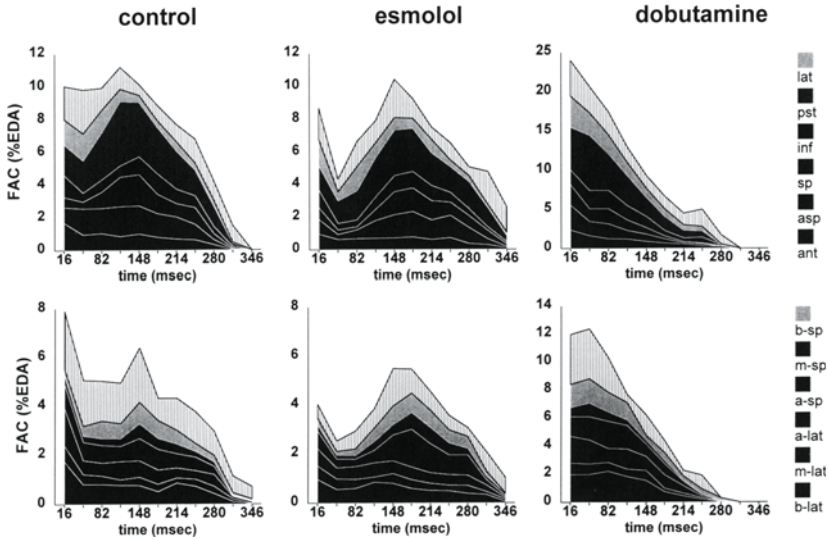 control
esmolol
dobutamine
FAC (%EDA)
12
10
8
6
4
2
0
16 82 148 214 280 346
time (msec)
12
10
8
6
4
2
0
16 82 148 214 280 346
time (msec)
25
20
15
10
5
0
16 82 148 214 280 346
time (msec)
lat
pst
inf
sp
asp
ant
FAC (%EDA)
8
6
4
2
0
16 82 148 214 280 346
time (msec)
8
6
4
2
0
16 82 148 214 280 346
time (msec)
14
12
10
8
6
4
2
0
16 82 148 214 280 346
time (msec)
b-sp
m-sp
a-sp
a-lat
m-lat
b-lat